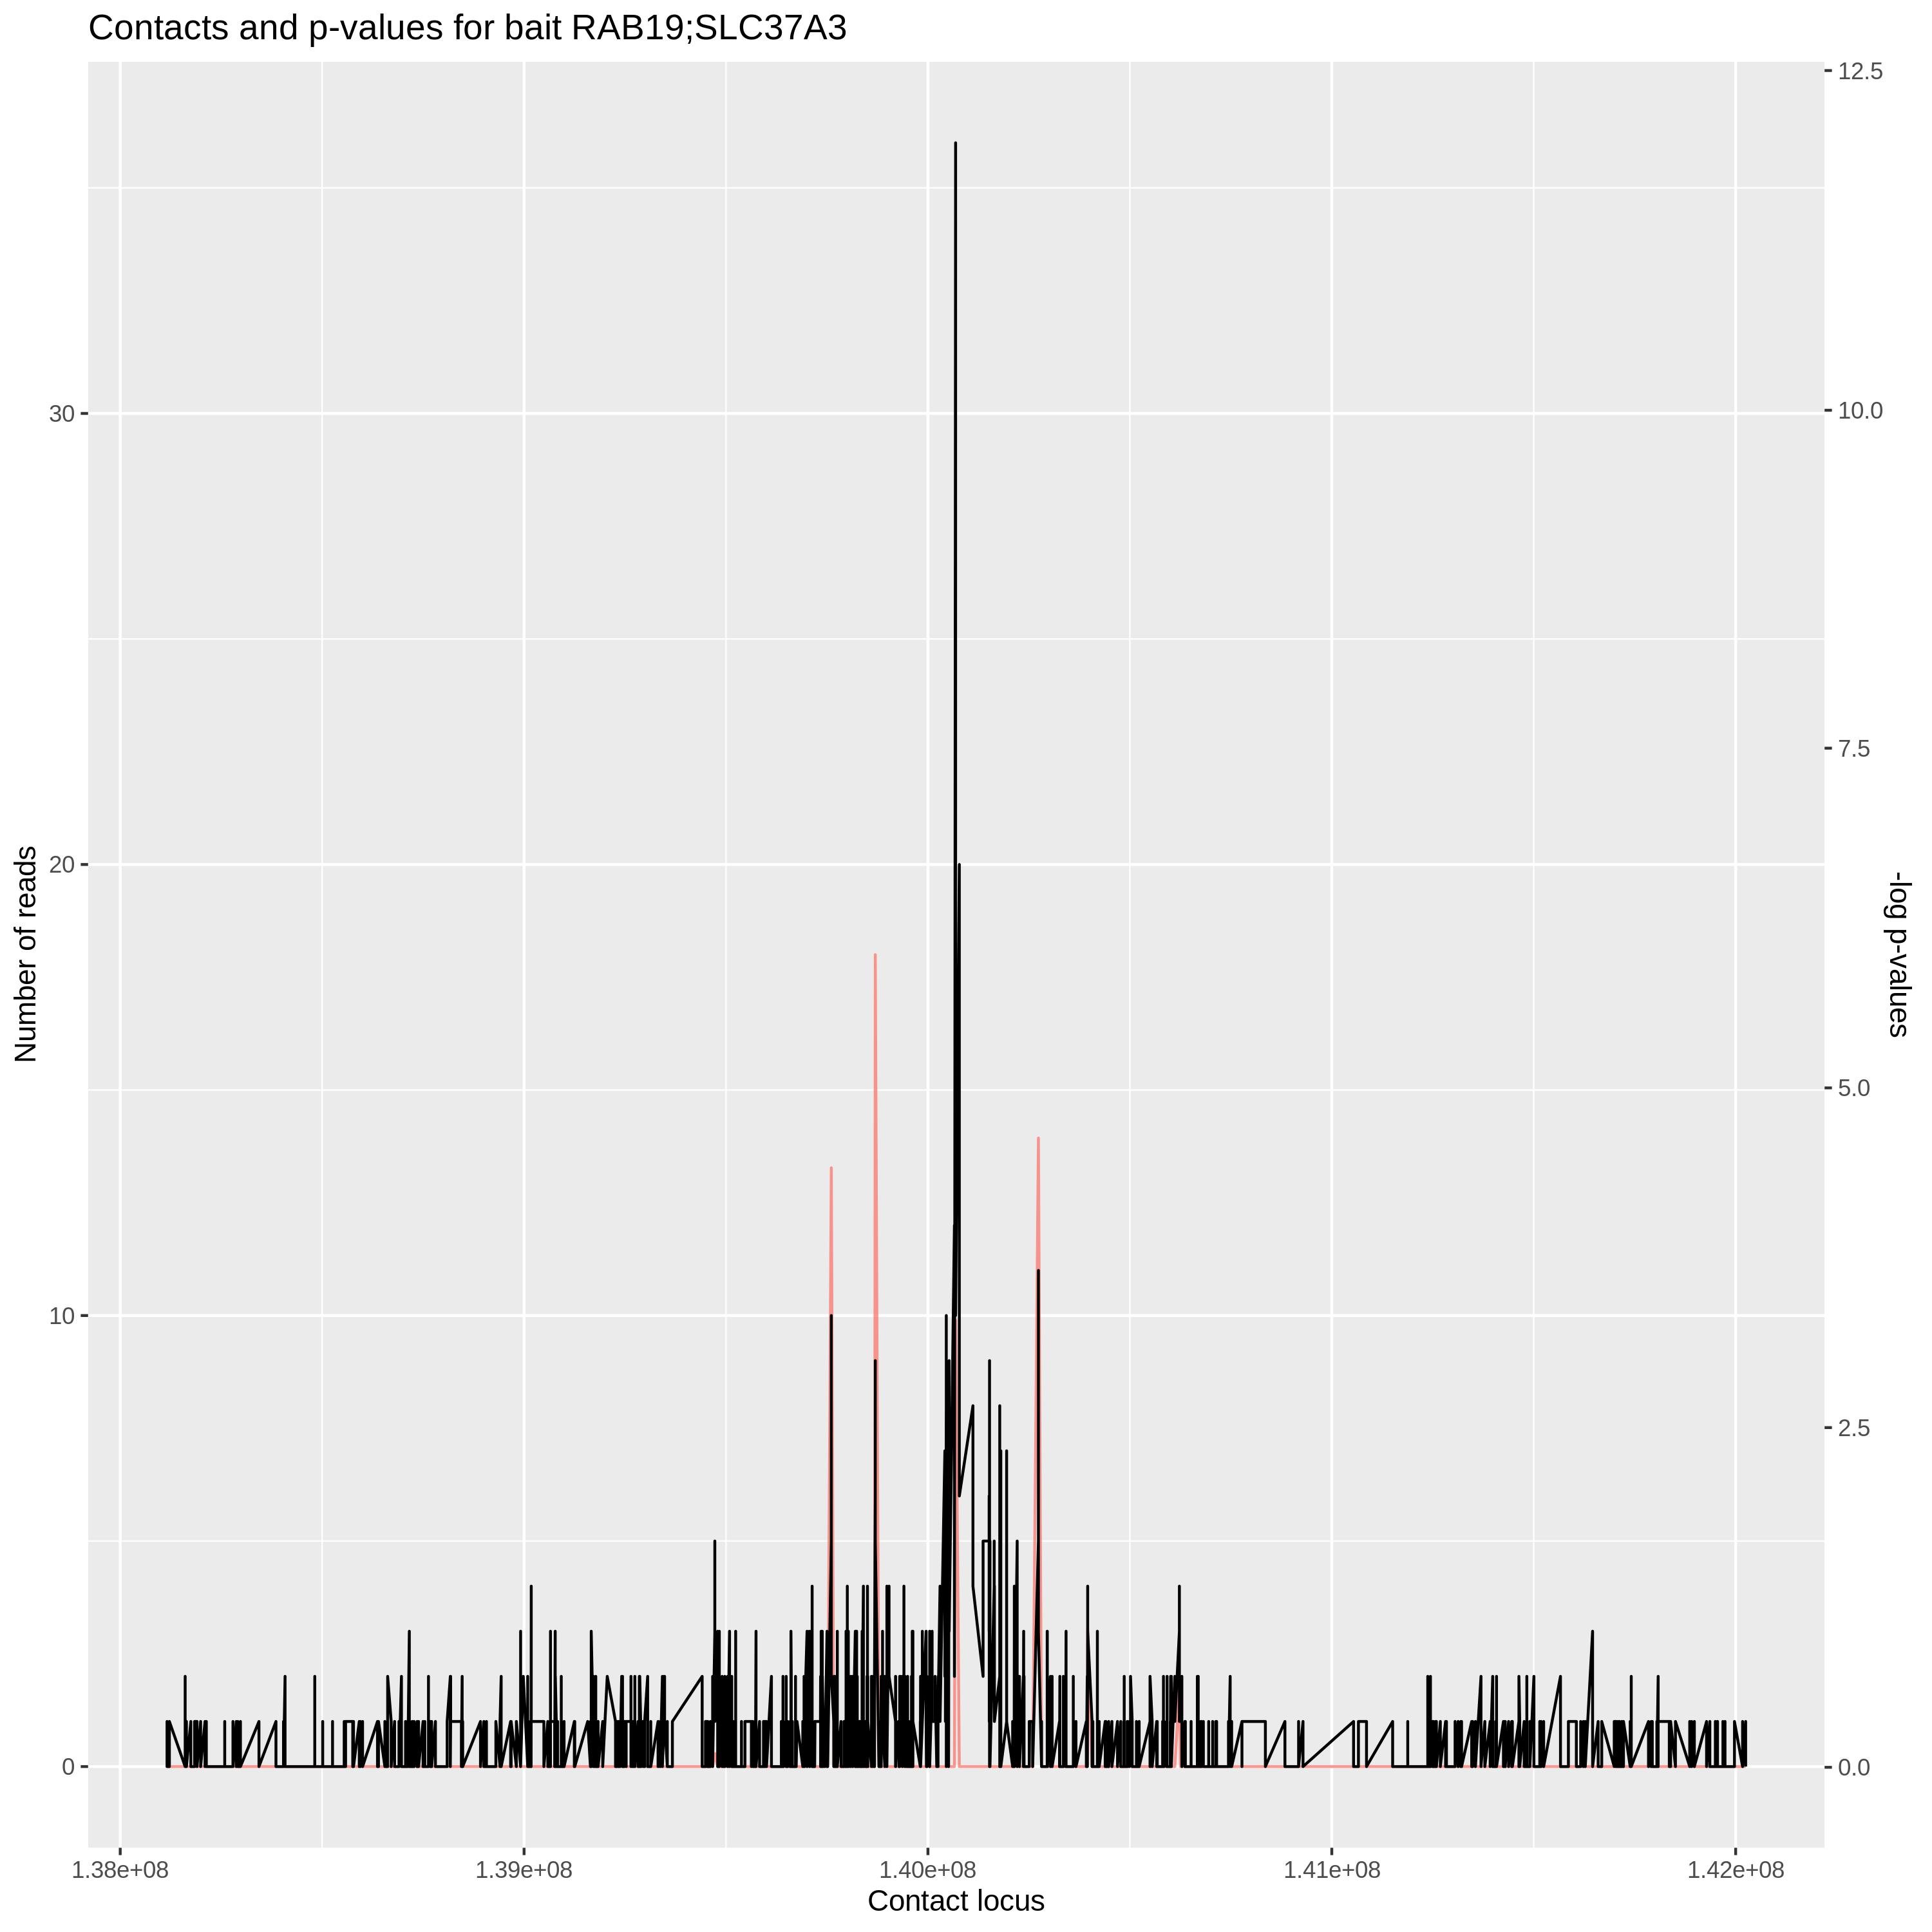 Contacts and p-values for bait RAB19;SLC37A3
Number of reads
30
20
10
0
12.5
10.0
7.5
5.0
2.5
0.0
-log p-values
1.38e+08
1.39e+08
1.40e+08
1.41e+08
1.42e+08
Contact locus